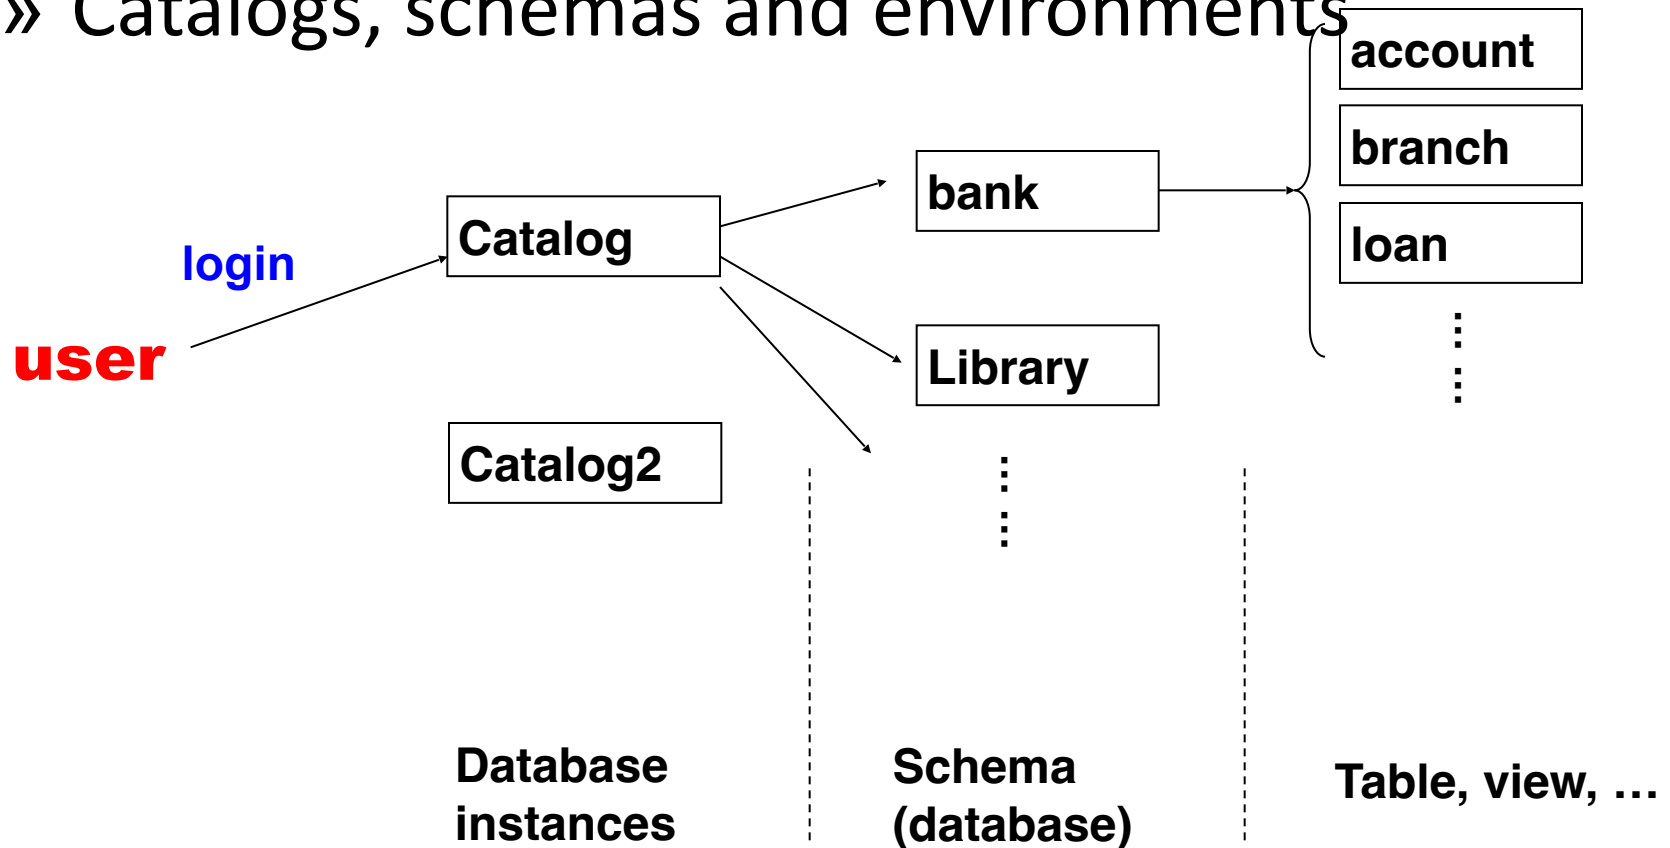 » Catalogs, schemas and environments
account
branch
loan
⋮
⋮
bank
Library
⋮
⋮
Catalog
Catalog2
login
user
Database
instances
Schema
(database)
Table, view, …